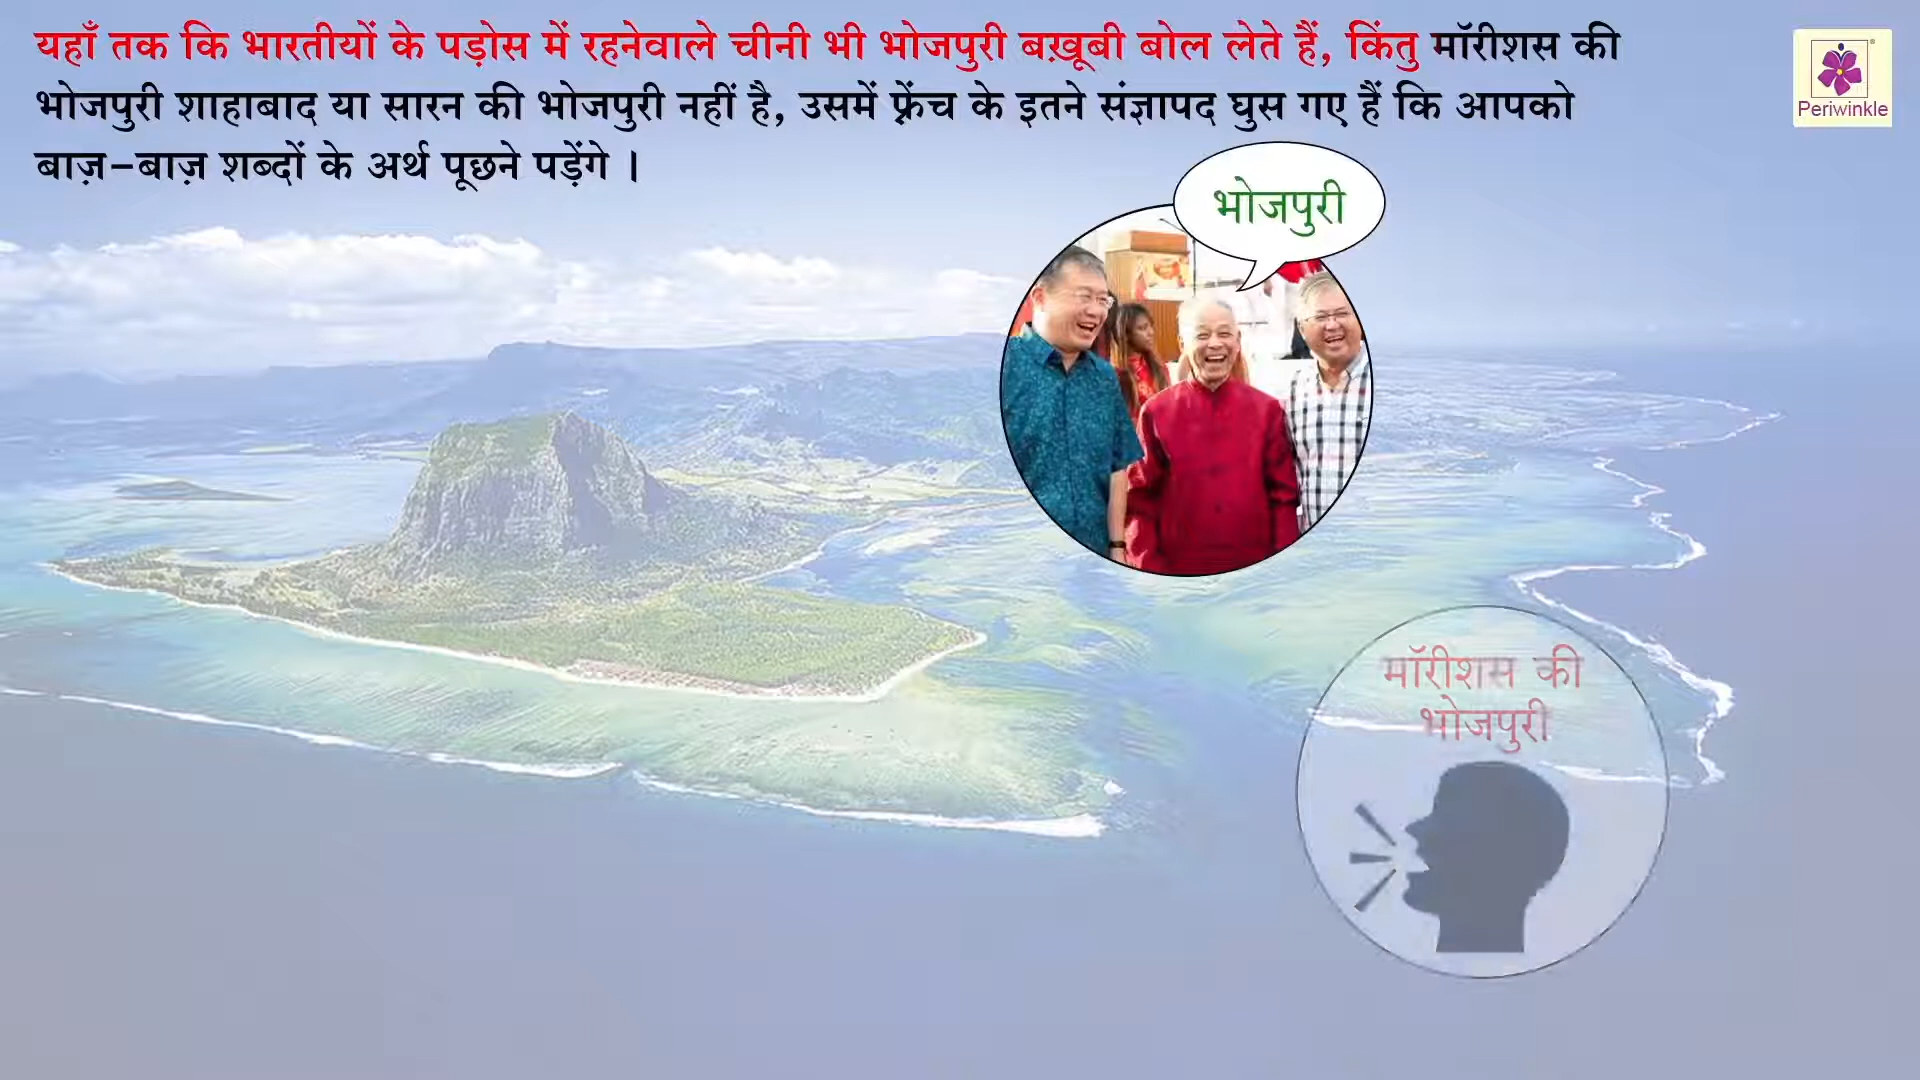 यहाँ तक कि भारतीयों के पड़ोस में रहनेवाले चीनी भी भोजपुरी बख़ूबी बोल लेते हैं, किंतु मॉरीशस की
भोजपुरी शाहाबाद या सारन की भोजपुरी नहीं है, उसमें फ़्रेंच के इतने संज्ञापद घुस गए हैं कि आपको
बाज़-बाज़ शब्दों के अर्थ पूछने पड़ेंगे ।
Periwinkle
भोजपुरी
मॉरीशस की
भोजपुरी